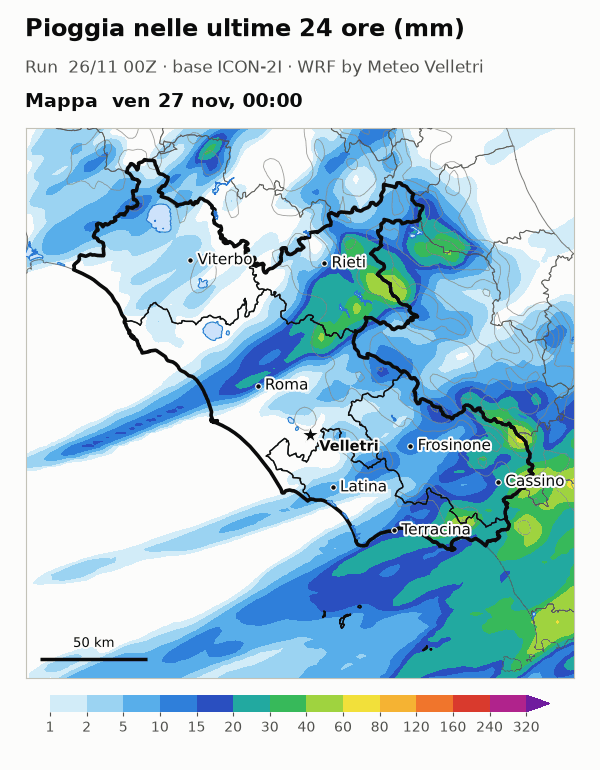 Pioggia nelle ultime 24 ore (mm)
Run 26/11 00Z · base ICON-2I · WRF by Meteo Velletri
Mappa ven 27 nov, 00:00
Viterbo
Rieti
Roma
Velletri
Frosinone
Latina
Cassino
Terracina
50 km
1 2 5 10 15 20 30 40 60 80 120 160 240 320